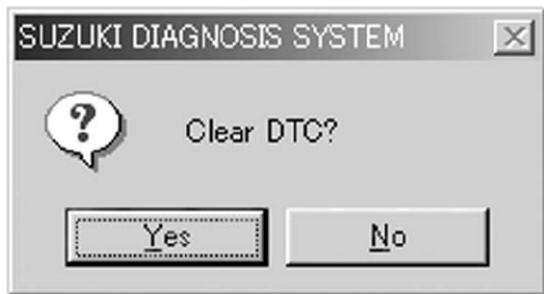 SUZUKI DIAGNOSIS SYSTEM
?
Clear DTC?
Yes No